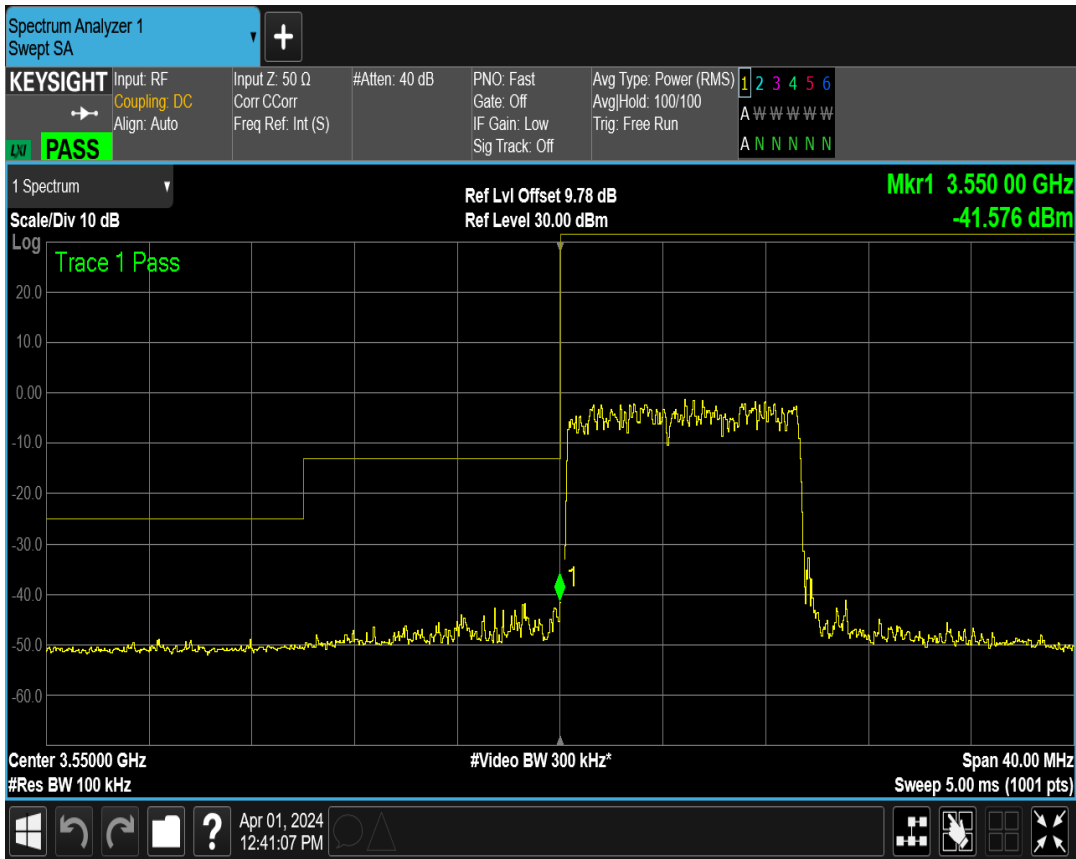 Spectrum Analyzer 1
Swept SA
+
KEYSIGHT
LXI PASS
Input: RF
Coupling: DC
Align: Auto
Input Z: 50 Ω
Corr CCorr
Freq Ref: Int (S)
#Atten: 40 dB
PNO: Fast
Gate: Off
IF Gain: Low
Sig Track: Off
Avg Type: Power (RMS)
Avg|Hold: 100/100
Trig: Free Run
1 2 3 4 5 6
A W W W W W
A N N N N N
1 Spectrum
Scale/Div 10 dB
Ref Lvl Offset 9.78 dB
Ref Level 30.00 dBm
Mkr1 3.550 00 GHz
-41.576 dBm
Log
Trace 1 Pass
20.0
10.0
0.00
-10.0
-20.0
-30.0
1
-40.0
-50.0
-60.0
Center 3.55000 GHz
#Video BW 300 kHz*
Span 40.00 MHz
#Res BW 100 kHz
Sweep 5.00 ms (1001 pts)
?
Apr 01, 2024
12:41:07 PM